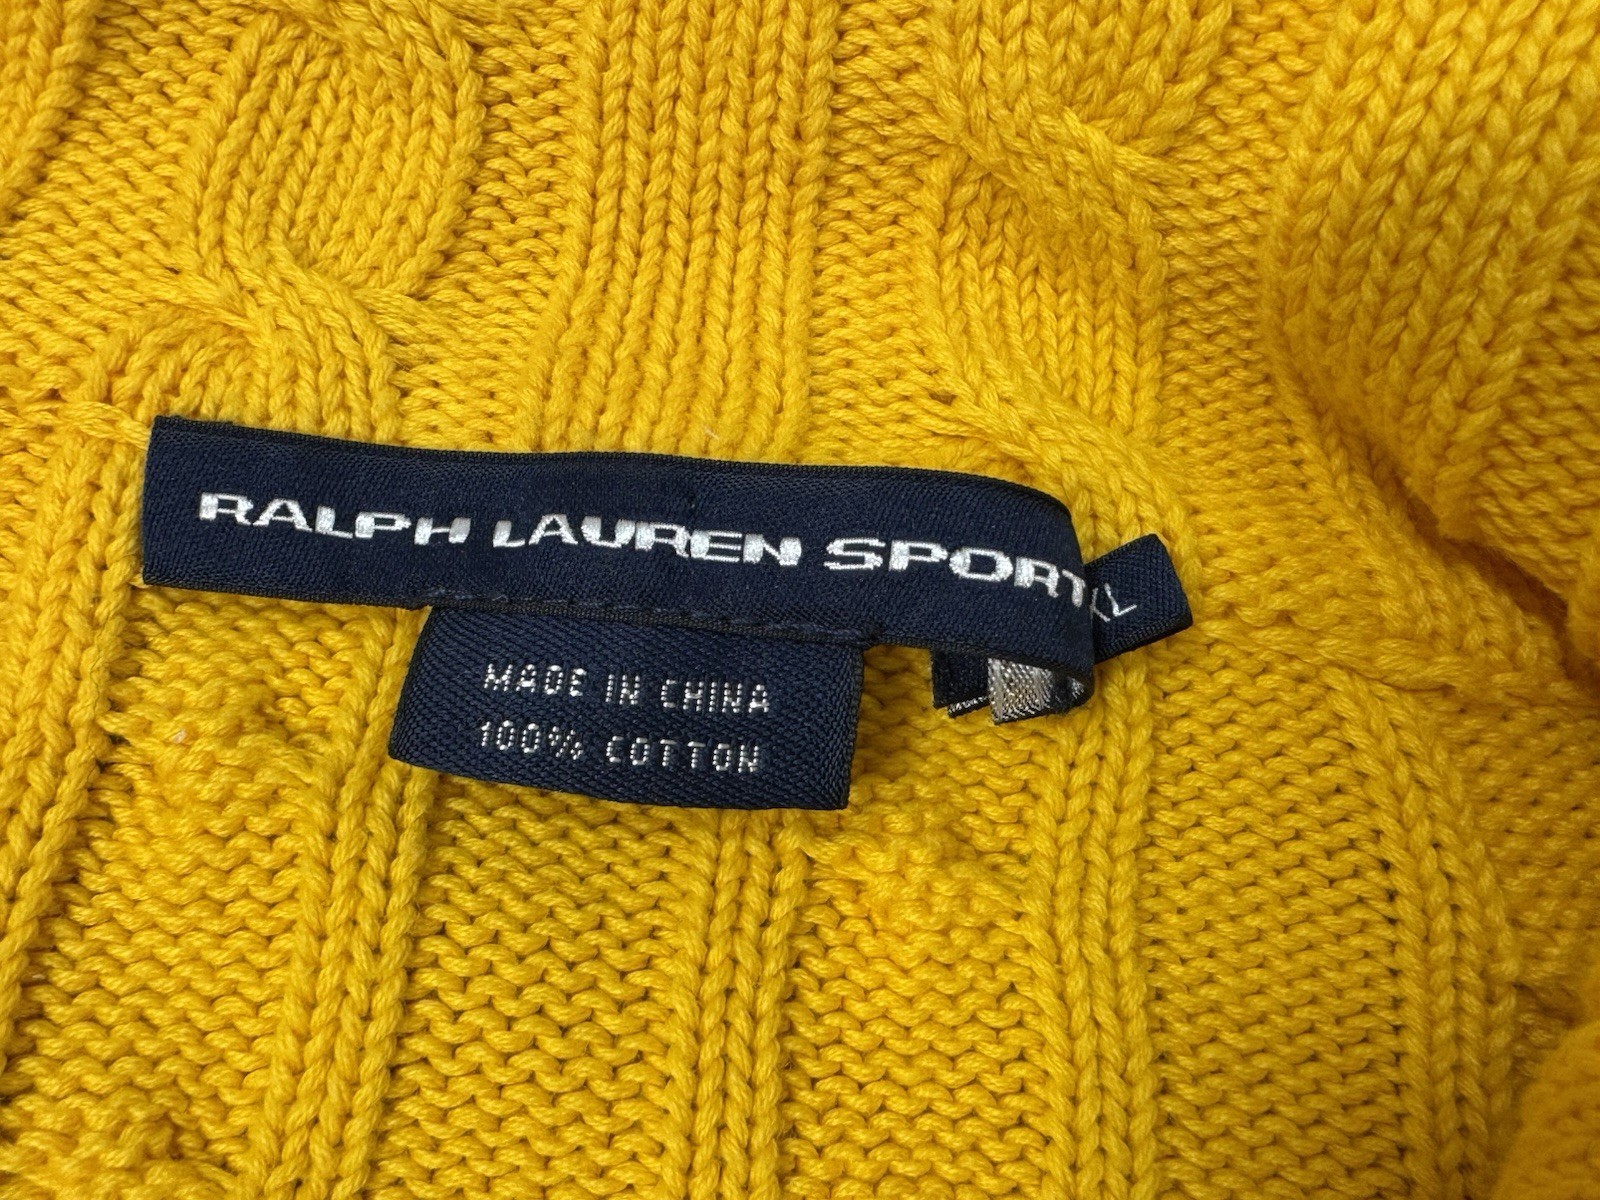 RALPH LAUREN SPORT
MADE IN CHINA
100% COTTON